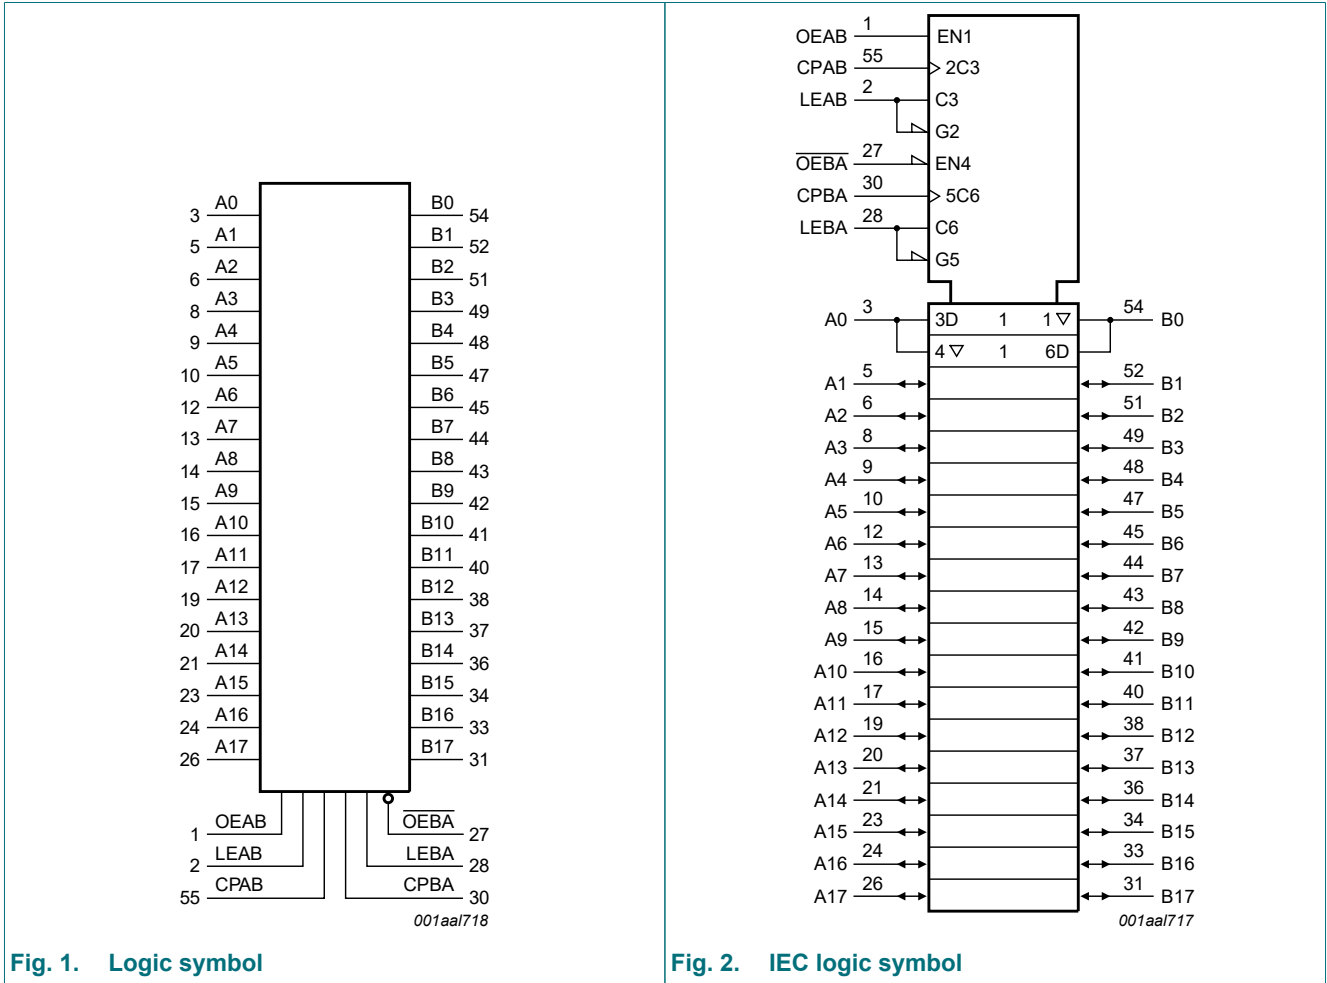 A0
3
B0
54
A1
5
B1
52
A2
6
B2
51
A3
8
B3
49
A4
9
B4
48
A5
10
B5
47
A6
12
B6
45
A7
13
B7
44
A8
14
B8
43
A9
15
B9
42
A10
16
B10
41
A11
17
B11
40
A12
19
B12
38
A13
20
B13
37
A14
21
B14
36
A15
23
B15
34
A16
24
B16
33
A17
26
B17
31
OEAB
1
OEBA
27
LEAB
2
LEBA
28
CPAB
55
CPBA
30
001aal718
Fig. 1. Logic symbol
OEAB 1 EN1
CPAB 55 2C3
LEAB 2 C3
G2
OEBA 27 EN4
CPBA 30 5C6
LEBA 28 C6
G5
A0 3 3D 1 1 ▽ 54 B0
4 ▽ 1 6D
A1 5 52 B1
A2 6 51 B2
A3 8 49 B3
A4 9 48 B4
A5 10 47 B5
A6 12 45 B6
A7 13 44 B7
A8 14 43 B8
A9 15 42 B9
A10 16 41 B10
A11 17 40 B11
A12 19 38 B12
A13 20 37 B13
A14 21 36 B14
A15 23 34 B15
A16 24 33 B16
A17 26 31 B17
001aal717
Fig. 2. IEC logic symbol